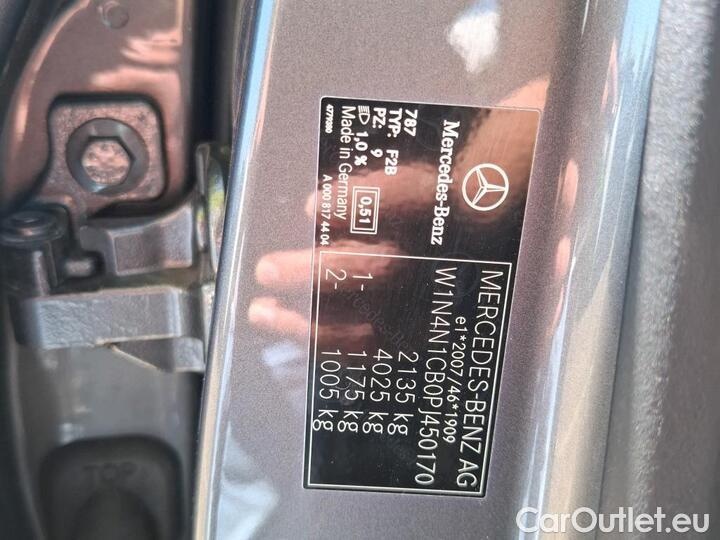 Mercedes-Benz
787
TYP: F2B
PZ: 9
1,0 % 0,51
Made in Germany
4779300
A 000 817 44 04
MERCEDES-BENZ AG
e1*2007/46*1909
W1N4N1CB0PJ450170
2135 kg
4025 kg
1- 1175 kg
2- 1005 kg
TOP
CarOutlet.eu